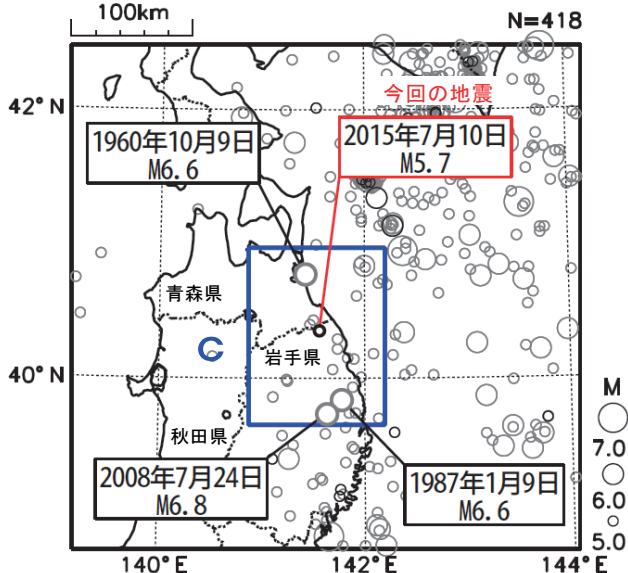 100km
N=418
今回の地震
42°N
1960年10月9日
M6.6
2015年7月10日
M5.7
青森県
C
岩手県
40°N
秋田県
M
7.0
6.0
5.0
2008年7月24日
M6.8
1987年1月9日
M6.6
140°E
142°E
144°E